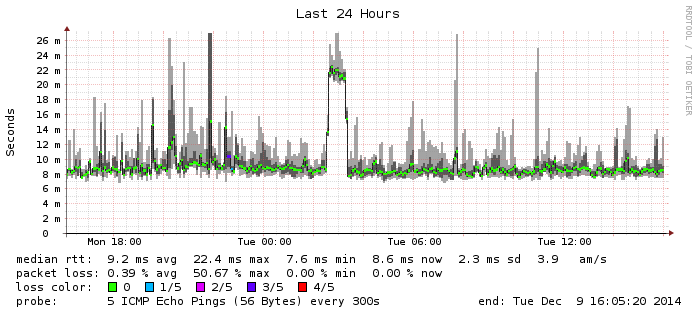 Last 24 Hours
RRDTOOL / TOBI OETIKER
Seconds
26 m
24 m
22 m
20 m
18 m
16 m
14 m
12 m
10 m
8 m
6 m
4 m
2 m
0
Mon 18:00 Tue 00:00 Tue 06:00 Tue 12:00
median rtt: 9.2 ms avg 22.4 ms max 7.6 ms min 8.6 ms now 2.3 ms sd 3.9 am/s
packet loss: 0.39 % avg 50.67 % max 0.00 % min 0.00 % now
loss color: 0 1/5 2/5 3/5 4/5
probe: 5 ICMP Echo Pings (56 Bytes) every 300s end: Tue Dec 9 16:05:20 2014